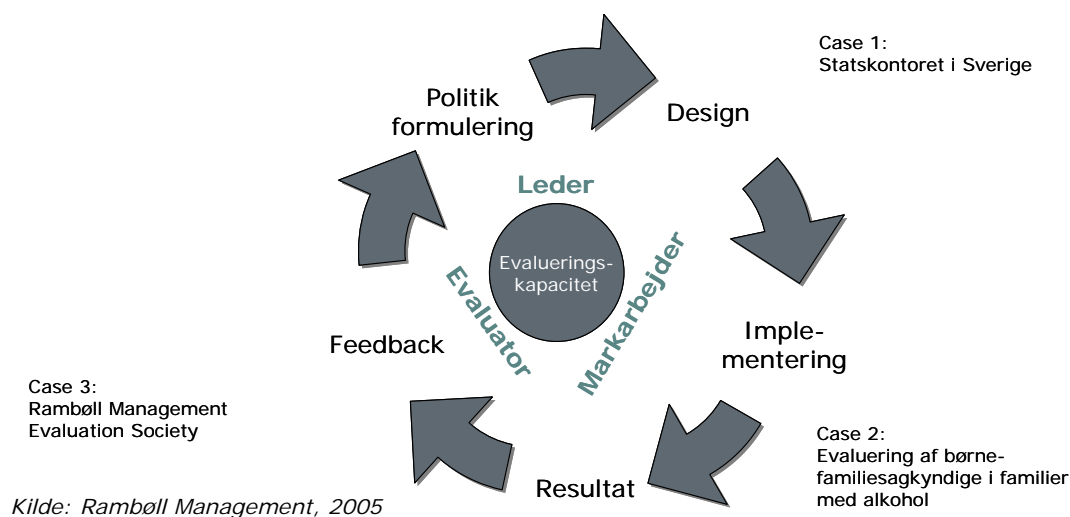 Case 1:
Statskontoret i Sverige
Politik
formulering
Design
Leder
Evaluerings-
kapacitet
Evaluator
Markarbejder
Imple-
mentering
Feedback
Case 3:
Rambøll Management
Evaluation Society
Case 2:
Evaluering af børne-
familiesagkyndige i familier
med alkohol
Resultat
Kilde: Rambøll Management, 2005